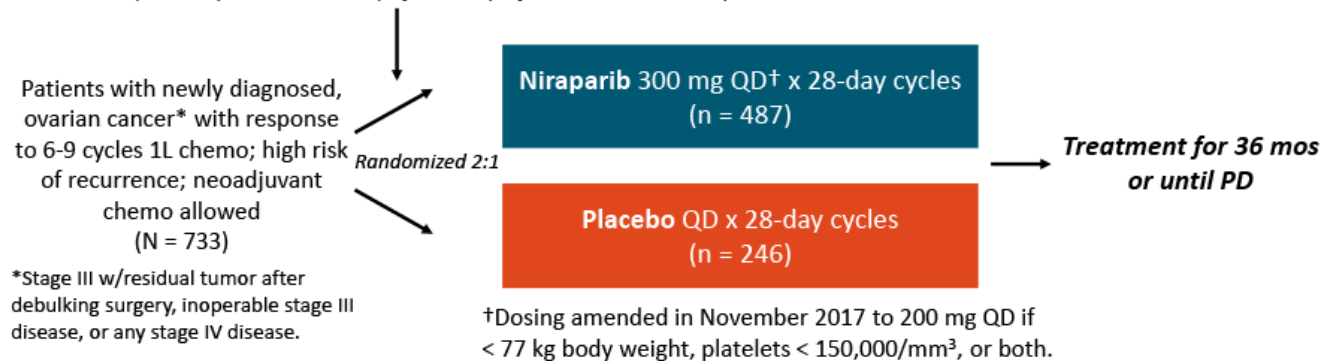 Patients with newly diagnosed,
ovarian cancer* with response
to 6-9 cycles 1L chemo; high risk
of recurrence; neoadjuvant
chemo allowed
(N = 733)
*Stage III w/residual tumor after
debulking surgery, inoperable stage III
disease, or any stage IV disease.
Randomized 2:1
Niraparib 300 mg QD† x 28-day cycles
(n = 487)
Placebo QD x 28-day cycles
(n = 246)
†Dosing amended in November 2017 to 200 mg QD if
< 77 kg body weight, platelets < 150,000/mm³, or both.
Treatment for 36 mos
or until PD